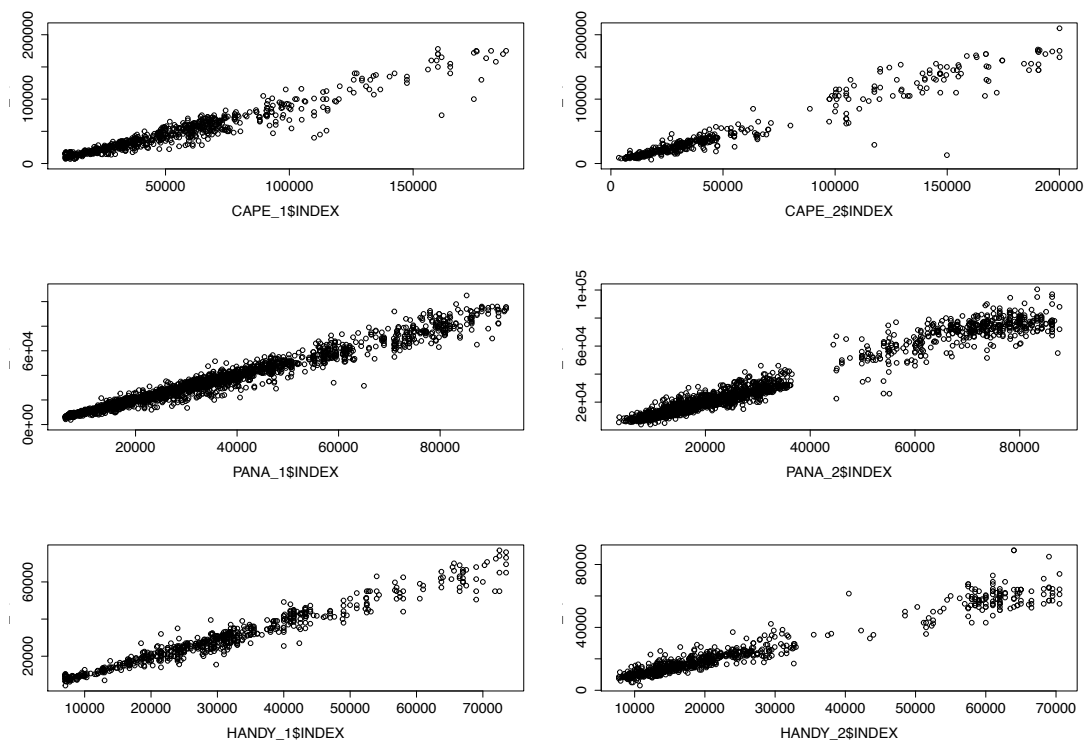 0 50000 100000 200000
50000 100000 150000
CAPE_1$INDEX
0 50000 100000 200000
0 50000 100000 150000 200000
CAPE_2$INDEX
0e+00 6e+04
20000 40000 60000 80000
PANA_1$INDEX
2e+04 6e+04 1e+05
20000 40000 60000 80000
PANA_2$INDEX
20000 60000
10000 20000 30000 40000 50000 60000 70000
HANDY_1$INDEX
0 40000 80000
10000 20000 30000 40000 50000 60000 70000
HANDY_2$INDEX